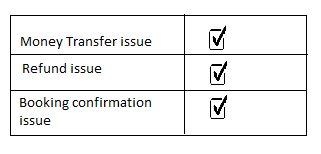 Money Transfer issue
Refund issue
Booking confirmation
issue